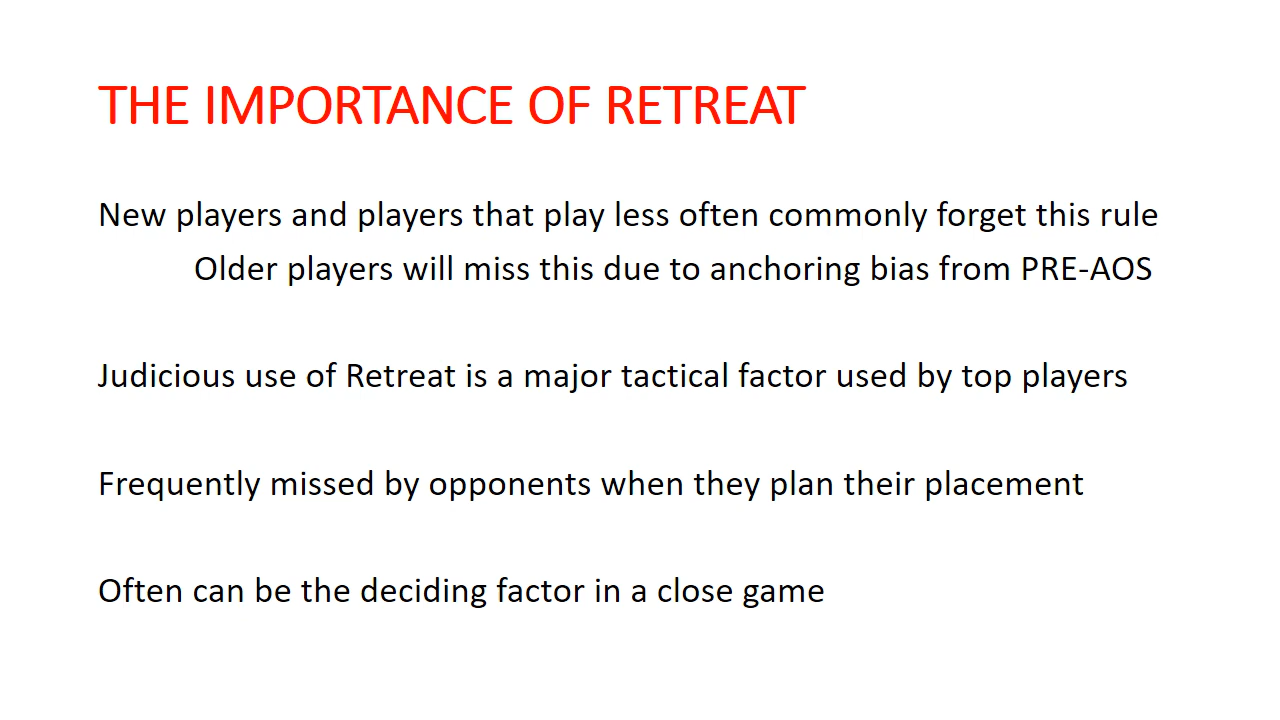 THE IMPORTANCE OF RETREAT
New players and players that play less often commonly forget this rule
Older players will miss this due to anchoring bias from PRE-AOS
Judicious use of Retreat is a major tactical factor used by top players
Frequently missed by opponents when they plan their placement
Often can be the deciding factor in a close game